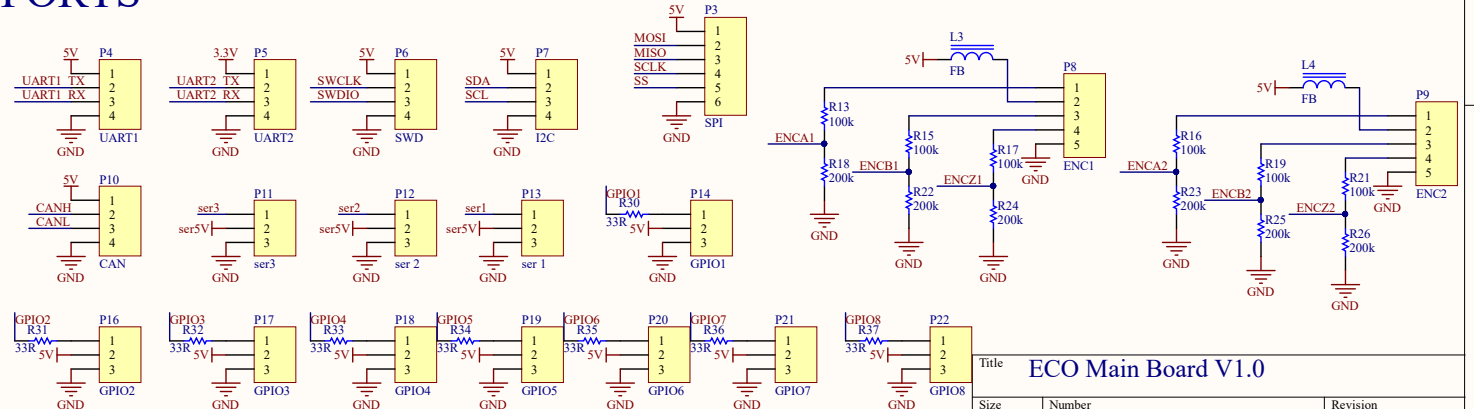 PORTS
5V P4
1
UART1 TX 2
UART1 RX 3
4
GND UART1
3.3V P5
1
UART2 TX 2
UART2 RX 3
4
GND UART2
5V P6
1
SWCLK 2
SWDIO 3
4
GND SWD
5V P7
1
SDA 2
SCL 3
4
GND I2C
5V P3
1
MOSI 2
MISO 3
SCLK 4
SS 5
6
GND SPI
L3
5V
FB
P8
1
2
3
4
5
GND ENC1
R13
100k
ENCA1
R18
200k
GND
R15
100k
ENCB1
R22
200k
GND
R17
100k
ENCZ1
R24
200k
GND
L4
5V
FB
P9
1
2
3
4
5
GND ENC2
R16
100k
ENCA2
R23
200k
GND
R19
100k
ENCB2
R25
200k
GND
R21
100k
ENCZ2
R26
200k
GND
5V P10
1
CANH 2
CANL 3
4
GND CAN
P11
ser3 1
ser5V 2
3
GND ser3
P12
ser2 1
ser5V 2
3
GND ser 2
P13
ser1 1
ser5V 2
3
GND ser 1
GPIO1 P14
R30
33R 1
5V 2
3
GND GPIO1
GPIO2 P16
R31
33R 1
5V 2
3
GND GPIO2
GPIO3 P17
R32
33R 1
5V 2
3
GND GPIO3
GPIO4 P18
R33
33R 1
5V 2
3
GND GPIO4
GPIO5 P19
R34
33R 1
5V 2
3
GND GPIO5
GPIO6 P20
R35
33R 1
5V 2
3
GND GPIO6
GPIO7 P21
R36
33R 1
5V 2
3
GND GPIO7
GPIO8 P22
R37
33R 1
5V 2
3
GND GPIO8
Title ECO Main Board V1.0
Size Number Revision